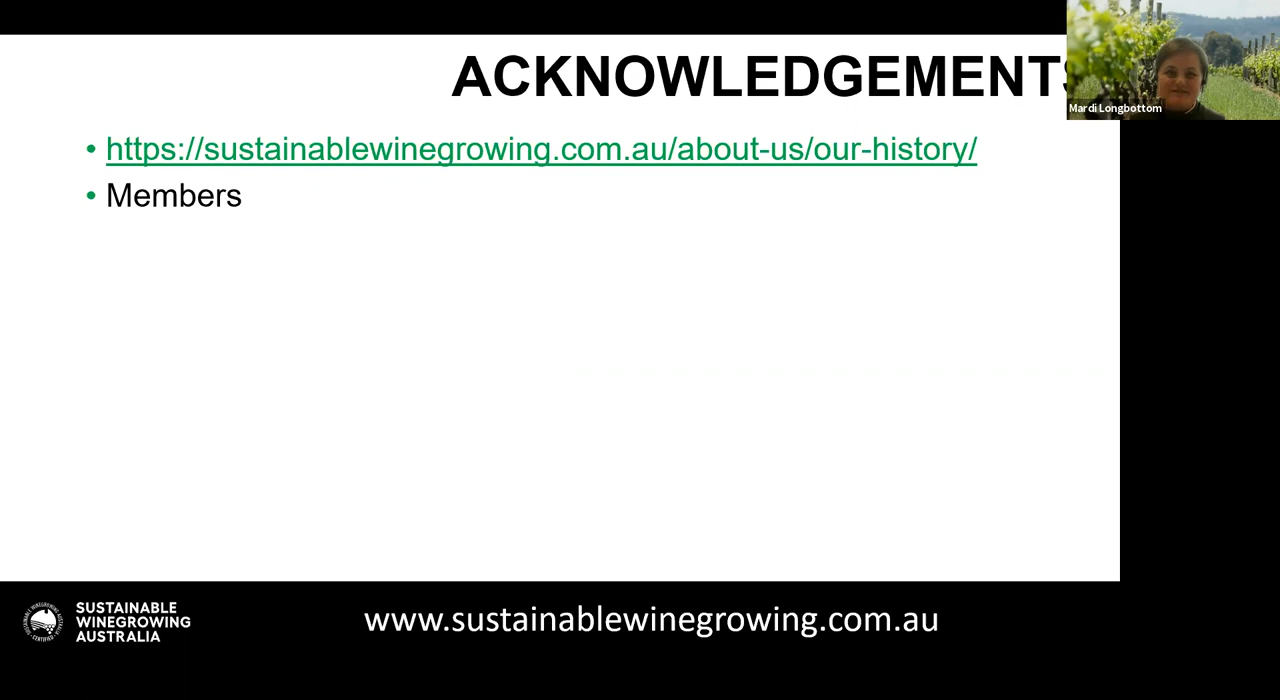 ACKNOWLEDGEMENTS
Mardi Longbottom
• https://sustainablewinegrowing.com.au/about-us/our-history/
• Members
SUSTAINABLE
WINEGROWING
AUSTRALIA
www.sustainablewinegrowing.com.au